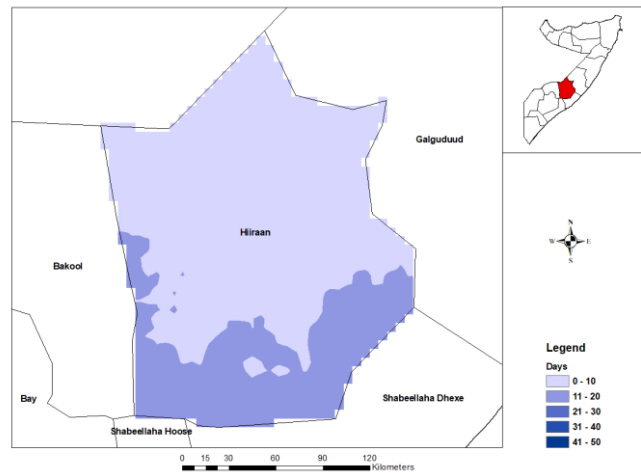 Galguduud
Hiiraan
Bakool
Bay
Shabeellaha Hoose
Shabeellaha Dhexe
N
W E
S
Legend
Days
0 - 10
11 - 20
21 - 30
31 - 40
41 - 50
0 15 30 60 90 120
Kilometers